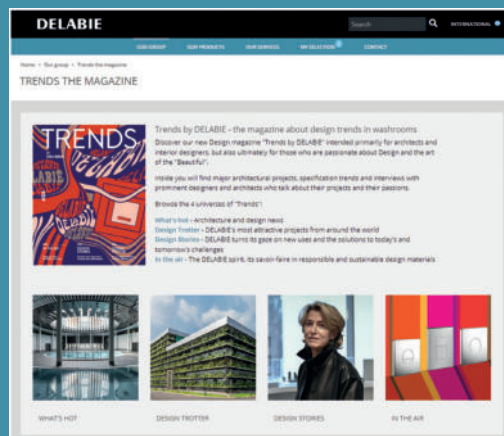 DELABIE
Search
INTERNATIONAL
OUR GROUP OUR PRODUCTS OUR SERVICES MY SELECTION CONTACT
Home > Our group > Trends the magazine
TRENDS THE MAGAZINE
TRENDS
DELABIE
Trends by DELABIE - the magazine about design trends in washrooms
Discover our new Design magazine "Trends by DELABIE" intended primarily for architects and
interior designers, but also ultimately for those who are passionate about Design and the art
of the "Beautiful".
Inside you will find major architectural projects, specification trends and interviews with
prominent designers and architects who talk about their projects and their passions.
Browse the 4 universes of "Trends":
What's hot - Architecture and design news
Design Trotter - DELABIE's most attractive projects from around the world
Design Stories - DELABIE turns its gaze on new uses and the solutions to today's and
tomorrow's challenges
In the air - The DELABIE spirit, its savoir-faire in responsible and sustainable design materials
WHAT'S HOT
DESIGN TROTTER
DESIGN STORIES
IN THE AIR